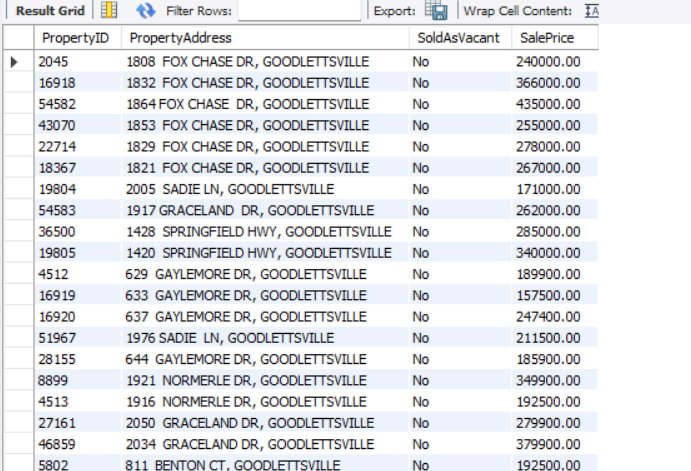 Result Grid Filter Rows: Export: Wrap Cell Content:
PropertyID PropertyAddress SoldAsVacant SalePrice
2045 1808  FOX CHASE DR, GOODLETTSVILLE No 240000.00
16918 1832  FOX CHASE DR, GOODLETTSVILLE No 366000.00
54582 1864 FOX CHASE  DR, GOODLETTSVILLE No 435000.00
43070 1853  FOX CHASE DR, GOODLETTSVILLE No 255000.00
22714 1829  FOX CHASE DR, GOODLETTSVILLE No 278000.00
18367 1821  FOX CHASE DR, GOODLETTSVILLE No 267000.00
19804 2005  SADIE LN, GOODLETTSVILLE No 171000.00
54583 1917 GRACELAND  DR, GOODLETTSVILLE No 262000.00
36500 1428  SPRINGFIELD HWY, GOODLETTSVILLE No 285000.00
19805 1420  SPRINGFIELD HWY, GOODLETTSVILLE No 340000.00
4512 629  GAYLEMORE DR, GOODLETTSVILLE No 189900.00
16919 633  GAYLEMORE DR, GOODLETTSVILLE No 157500.00
16920 637  GAYLEMORE DR, GOODLETTSVILLE No 247400.00
51967 1976 SADIE  LN, GOODLETTSVILLE No 211500.00
28155 644  GAYLEMORE DR, GOODLETTSVILLE No 185900.00
8899 1921  NORMERLE DR, GOODLETTSVILLE No 349900.00
4513 1916  NORMERLE DR, GOODLETTSVILLE No 192500.00
27161 2050  GRACELAND DR, GOODLETTSVILLE No 279900.00
46859 2034  GRACELAND DR, GOODLETTSVILLE No 379900.00
5802 811  BENTON CT, GOODLETTSVILLE No 192500.00